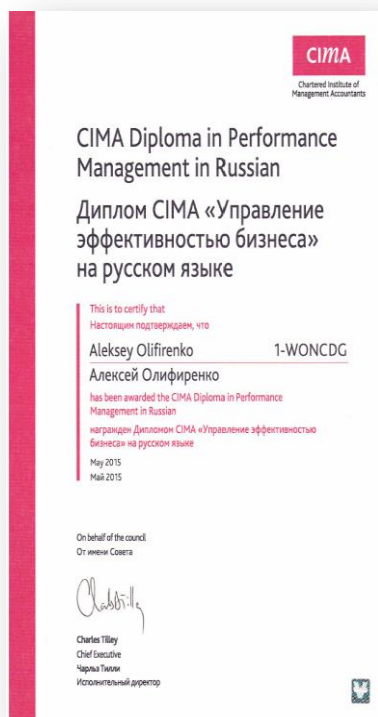 CIMA
Chartered Institute of
Management Accountants
CIMA Diploma in Performance
Management in Russian
Диплом CIMA «Управление
эффективностью бизнеса»
на русском языке
This is to certify that
Настоящим подтверждаем, что
Aleksey Olifirenko 1-WONCDG
Алексей Олифиренко
has been awarded the CIMA Diploma in Performance
Management in Russian
награжден Дипломом CIMA «Управление эффективностью
бизнеса» на русском языке
May 2015
Май 2015
On behalf of the council
От имени Совета
Charles Tilley
Chief Executive
Чарльз Тилли
Исполнительный директор